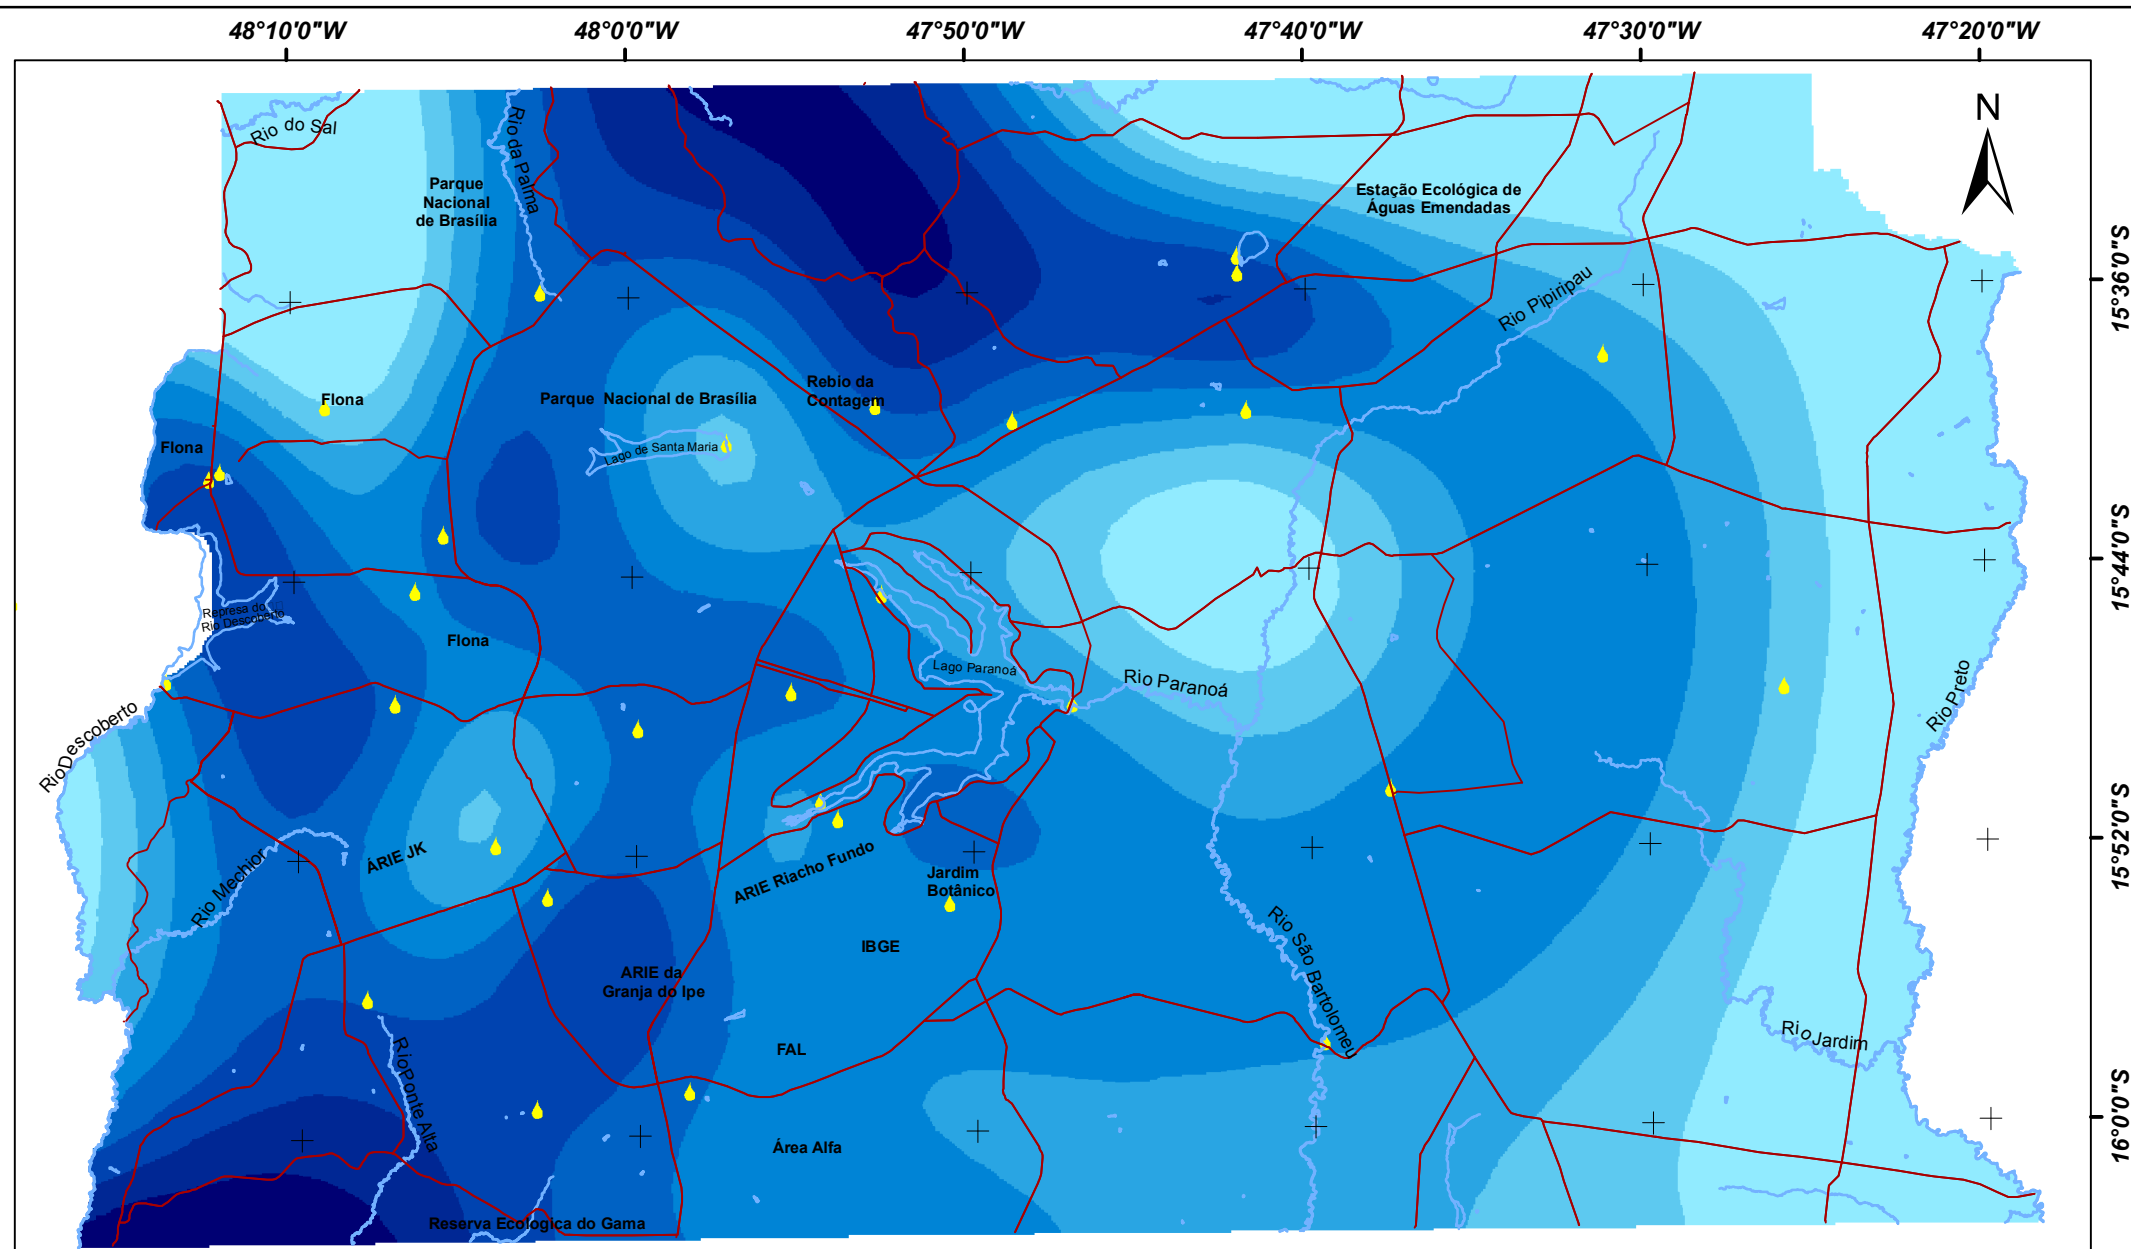 48°10'0"W
48°0'0"W
47°50'0"W
47°40'0"W
47°30'0"W
47°20'0"W
N
Rio do Sal
Rio da Palma
Parque
Nacional
de Brasília
Estação Ecológica de
Águas Emendadas
15°36'0"S
Rio Pipiripau
Flona
Parque Nacional de Brasília
Rebio da
Contagem
Flona
Lago de Santa Maria
15°44'0"S
Represa do
Rio Descoberto
Flona
Lago Paranoá
Rio Paranoá
Rio Preto
Rio Descoberto
15°52'0"S
ÁRIE JK
Rio Mechior
ARIE Riacho Fundo
Jardim
Botânico
IBGE
Rio São Bartolomeu
ARIE da
Granja do Ipe
FAL
Rio Jardim
Rio Ponte Alta
16°0'0"S
Área Alfa
Reserva Ecologica do Gama